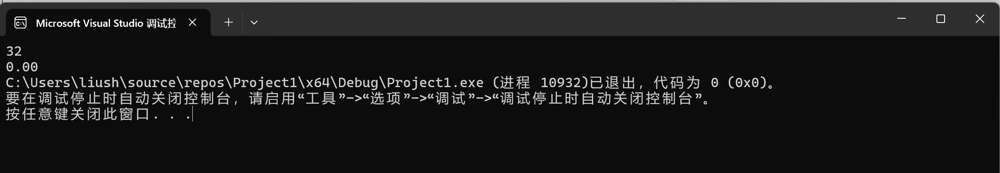 Microsoft Visual Studio 调试控
32
0.00
C:\Users\liush\source\repos\Project1\x64\Debug\Project1.exe (进程 10932)已退出，代码为 0 (0x0)。
要在调试停止时自动关闭控制台，请启用“工具”->“选项”->“调试”->“调试停止时自动关闭控制台”。
按任意键关闭此窗口. . .